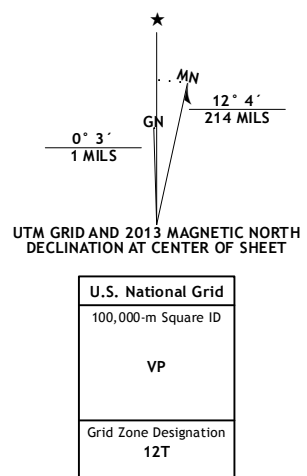 ★
MN
GN
12° 4´
214 MILS
0° 3´
1 MILS
UTM GRID AND 2013 MAGNETIC NORTH
DECLINATION AT CENTER OF SHEET
U.S. National Grid
100,000-m Square ID
VP
Grid Zone Designation
12T